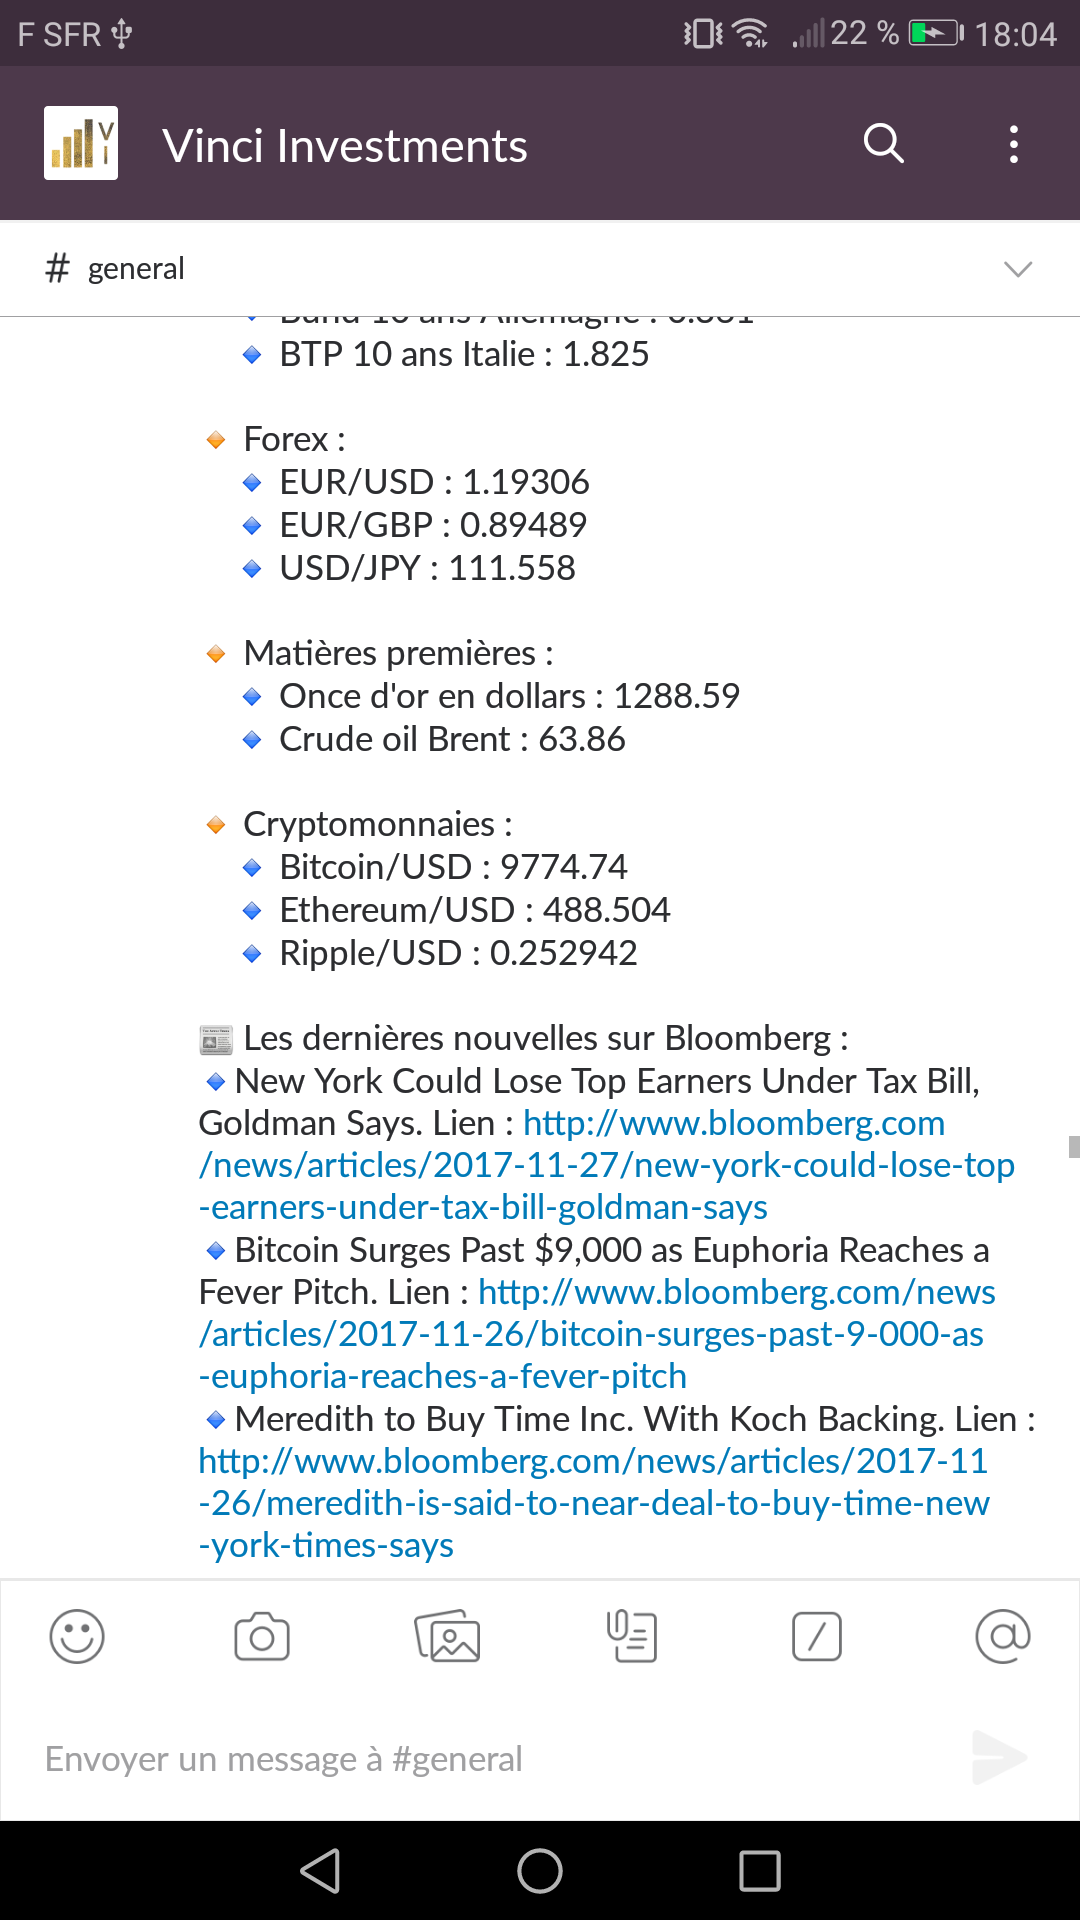 F SFR 22 % 18:04
V
I
Vinci Investments
# general
BTP 10 ans Italie : 1.825
Forex :
EUR/USD : 1.19306
EUR/GBP : 0.89489
USD/JPY : 111.558
Matières premières :
Once d'or en dollars : 1288.59
Crude oil Brent : 63.86
Cryptomonnaies :
Bitcoin/USD : 9774.74
Ethereum/USD : 488.504
Ripple/USD : 0.252942
Les dernières nouvelles sur Bloomberg :
New York Could Lose Top Earners Under Tax Bill,
Goldman Says. Lien : http://www.bloomberg.com
/news/articles/2017-11-27/new-york-could-lose-top
-earners-under-tax-bill-goldman-says
Bitcoin Surges Past $9,000 as Euphoria Reaches a
Fever Pitch. Lien : http://www.bloomberg.com/news
/articles/2017-11-26/bitcoin-surges-past-9-000-as
-euphoria-reaches-a-fever-pitch
Meredith to Buy Time Inc. With Koch Backing. Lien :
http://www.bloomberg.com/news/articles/2017-11
-26/meredith-is-said-to-near-deal-to-buy-time-new
-york-times-says
Envoyer un message à #general